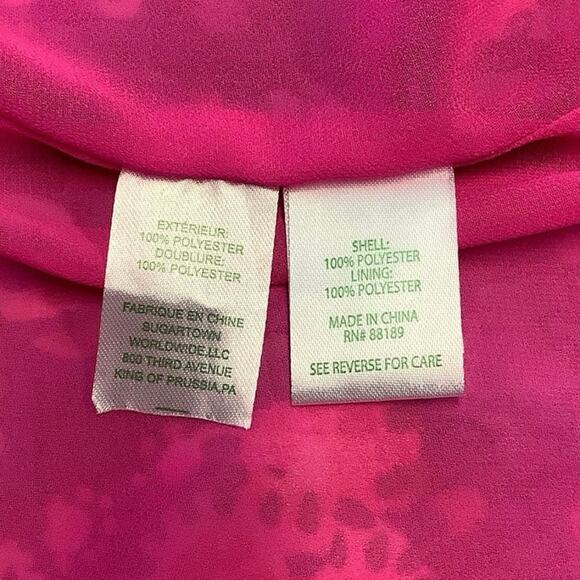 EXTÉRIEUR:
100% POLYESTER
DOUBLURE:
100% POLYESTER
FABRIQUE EN CHINE
SUGARTOWN
WORLDWIDE,LLC
800 THIRD AVENUE
KING OF PRUSSIA,PA
SHELL:
100% POLYESTER
LINING:
100% POLYESTER
MADE IN CHINA
RN# 88189
SEE REVERSE FOR CARE